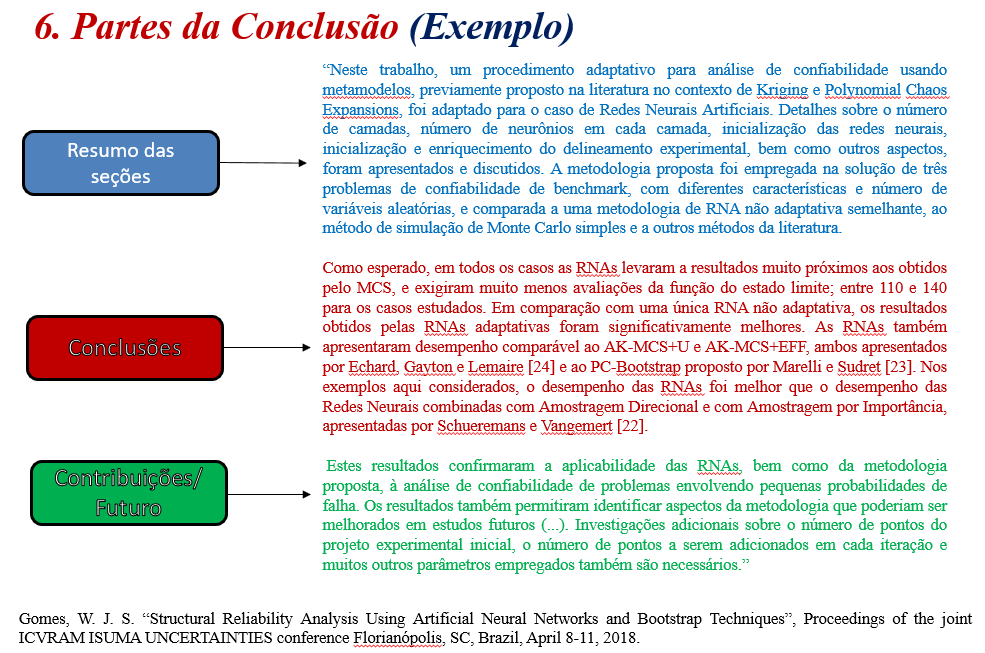 6. Partes da Conclusão (Exemplo)
Resumo das
seções
“Neste trabalho, um procedimento adaptativo para análise de confiabilidade usando
metamodelos, previamente proposto na literatura no contexto de Kriging e Polynomial Chaos
Expansions, foi adaptado para o caso de Redes Neurais Artificiais. Detalhes sobre o número
de camadas, número de neurônios em cada camada, inicialização das redes neurais,
inicialização e enriquecimento do delineamento experimental, bem como outros aspectos,
foram apresentados e discutidos. A metodologia proposta foi empregada na solução de três
problemas de confiabilidade de benchmark, com diferentes características e número de
variáveis aleatórias, e comparada a uma metodologia de RNA não adaptativa semelhante, ao
método de simulação de Monte Carlo simples e a outros métodos da literatura.
Conclusões
Como esperado, em todos os casos as RNAs levaram a resultados muito próximos aos obtidos
pelo MCS, e exigiram muito menos avaliações da função do estado limite; entre 110 e 140
para os casos estudados. Em comparação com uma única RNA não adaptativa, os resultados
obtidos pelas RNAs adaptativas foram significativamente melhores. As RNAs também
apresentaram desempenho comparável ao AK-MCS+U e AK-MCS+EFF, ambos apresentados
por Echard, Gayton e Lemaire [24] e ao PC-Bootstrap proposto por Marelli e Sudret [23]. Nos
exemplos aqui considerados, o desempenho das RNAs foi melhor que o desempenho das
Redes Neurais combinadas com Amostragem Direcional e com Amostragem por Importância,
apresentadas por Schueremans e Vangemert [22].
Contribuições/
Futuro
Estes resultados confirmaram a aplicabilidade das RNAs, bem como da metodologia
proposta, à análise de confiabilidade de problemas envolvendo pequenas probabilidades de
falha. Os resultados também permitiram identificar aspectos da metodologia que poderiam ser
melhorados em estudos futuros (...). Investigações adicionais sobre o número de pontos do
projeto experimental inicial, o número de pontos a serem adicionados em cada iteração e
muitos outros parâmetros empregados também são necessários.”
Gomes, W. J. S. “Structural Reliability Analysis Using Artificial Neural Networks and Bootstrap Techniques”, Proceedings of the joint
ICVRAM ISUMA UNCERTAINTIES conference Florianópolis, SC, Brazil, April 8-11, 2018.